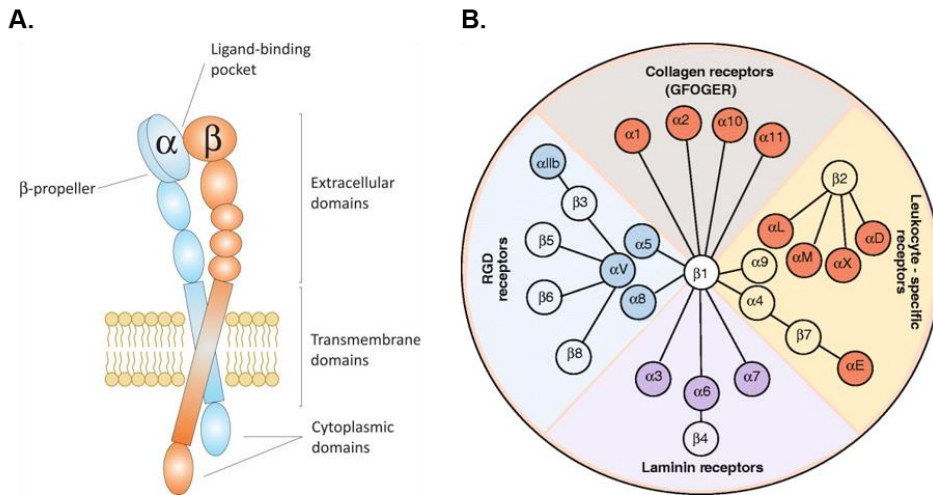 A.
Ligand-binding
pocket
α
β
β-propeller
Extracellular
domains
Transmembrane
domains
Cytoplasmic
domains
B.
Collagen receptors
(GFOGER)
α1
α2
α10
α11
RGD
receptors
αIIb
β3
β5
α5
αV
β6
α8
β8
β1
Leukocyte - specific
receptors
β2
αL
αM
αX
αD
α9
α4
β7
αE
α3
α6
α7
β4
Laminin receptors